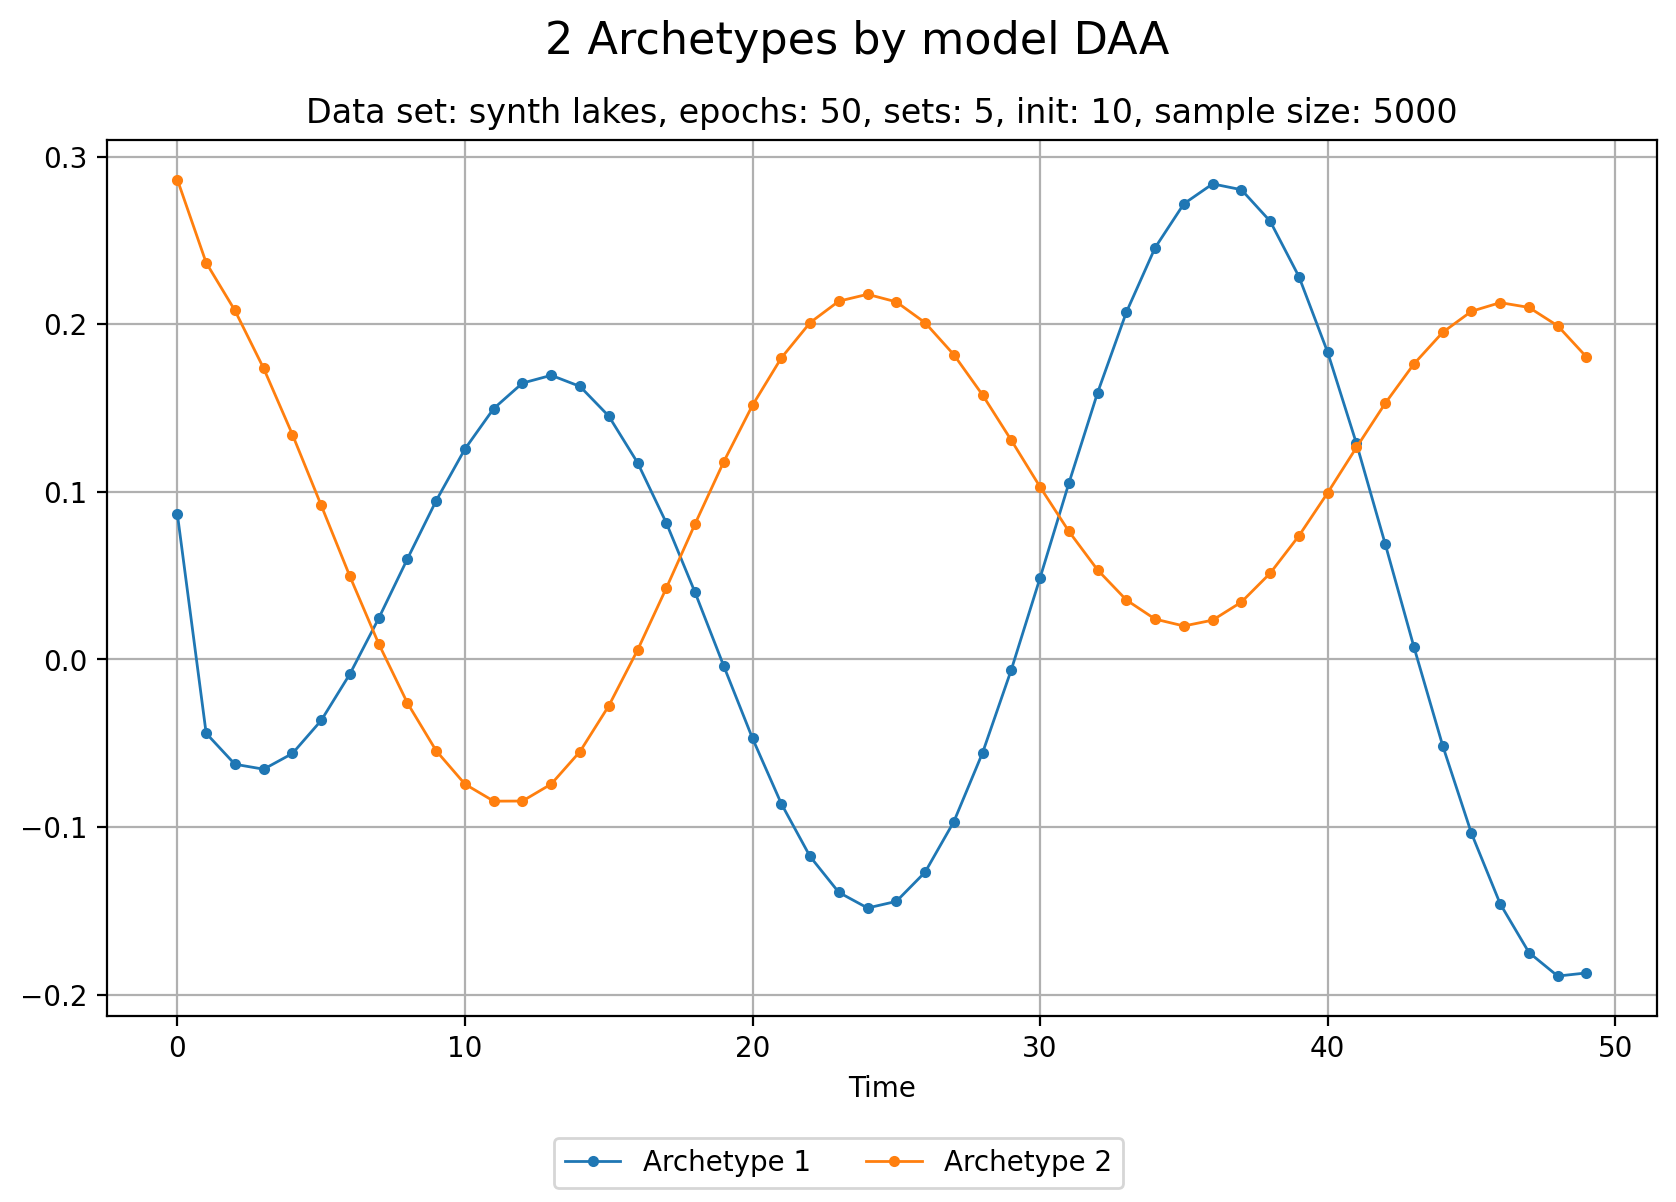 2 Archetypes by model DAA
Data set: synth lakes, epochs: 50, sets: 5, init: 10, sample size: 5000
0.3
0.2
0.1
0.0
−0.1
−0.2
0 10 20 30 40 50
Time
Archetype 1 Archetype 2